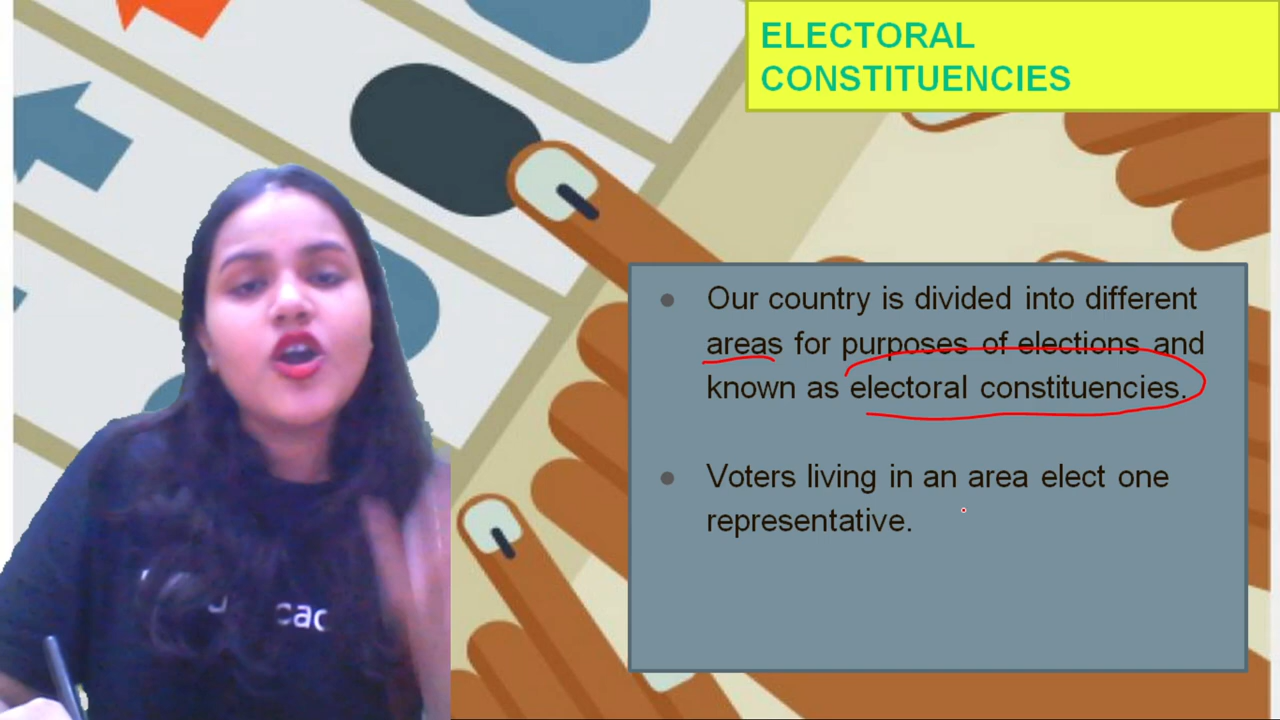 ELECTORAL
CONSTITUENCIES
Our country is divided into different
areas for purposes of elections and
known as electoral constituencies.
Voters living in an area elect one
representative.